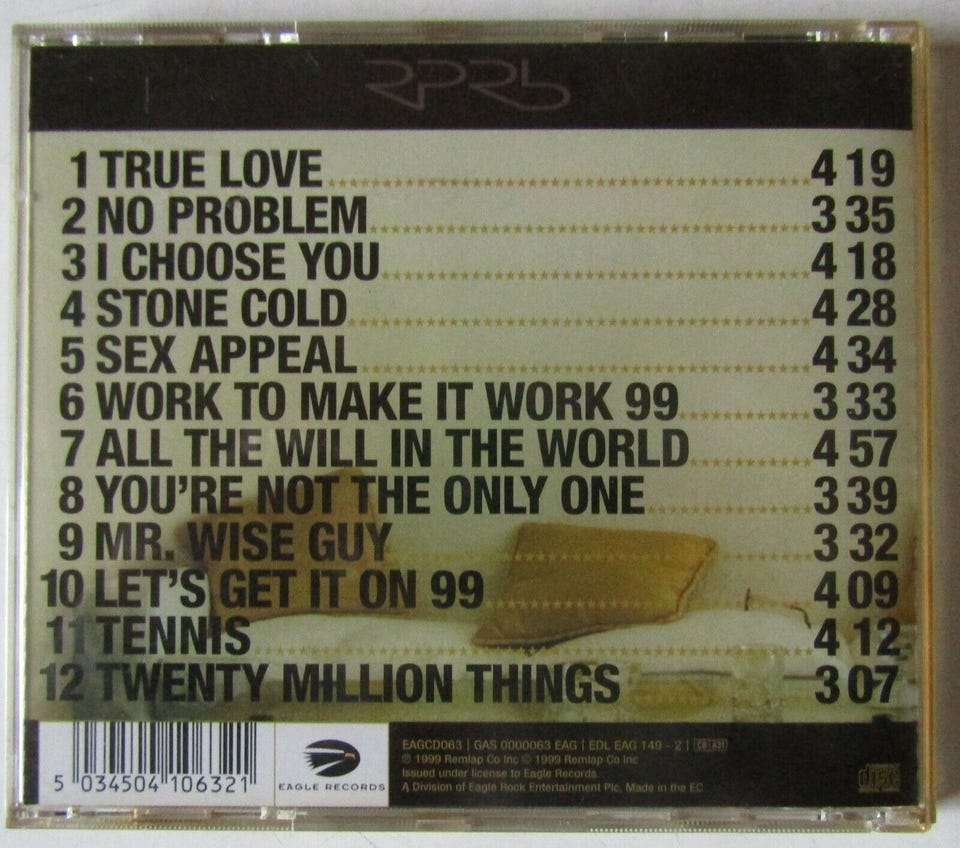 RPRb
1 TRUE LOVE 4 19
2 NO PROBLEM 3 35
3 I CHOOSE YOU 4 18
4 STONE COLD 4 28
5 SEX APPEAL 4 34
6 WORK TO MAKE IT WORK 99 3 33
7 ALL THE WILL IN THE WORLD 4 57
8 YOU'RE NOT THE ONLY ONE 3 39
9 MR. WISE GUY 3 32
10 LET'S GET IT ON 99 4 09
11 TENNIS 4 12
12 TWENTY MILLION THINGS 3 07
5 034504 106321
EAGLE RECORDS
EAGCD063 | GAS 0000063 EAG | EDL EAG 149 - 2 |
℗ 1999 Remlap Co Inc © 1999 Remlap Co Inc
Issued under license to Eagle Records.
A Division of Eagle Rock Entertainment Plc, Made in the EC
disc